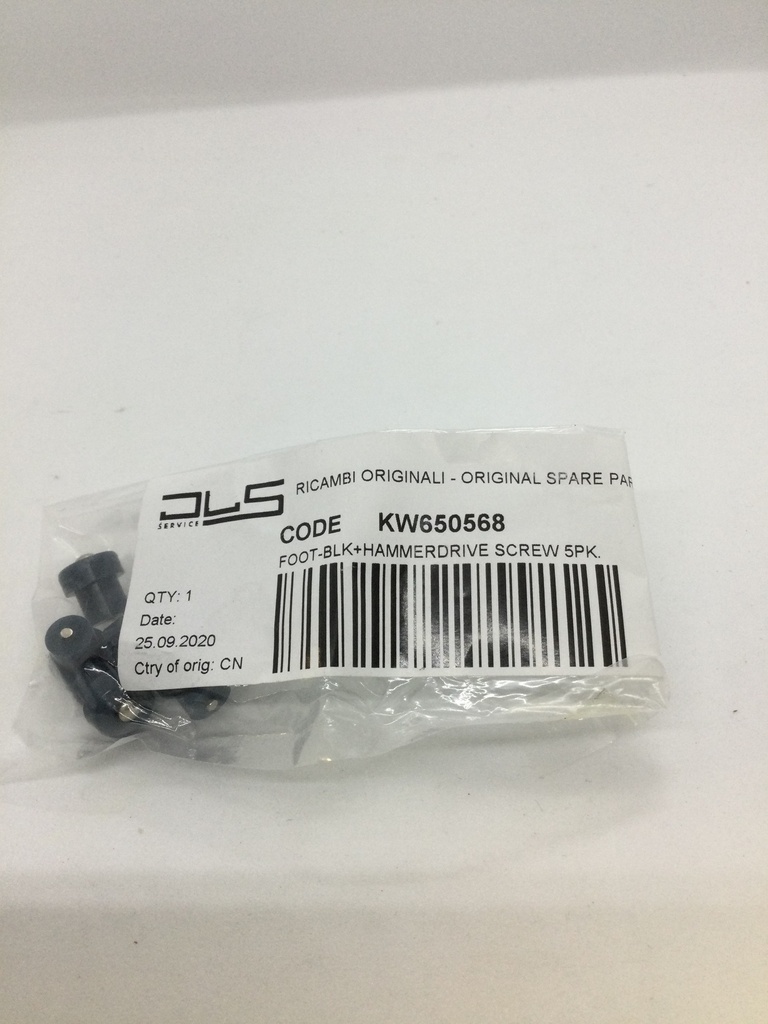 DLS
SERVICE
RICAMBI ORIGINALI - ORIGINAL SPARE
CODE KW650568
FOOT-BLK+HAMMERDRIVE SCREW 5PK.
QTY: 1
Date:
25.09.2020
Ctry of orig: CN